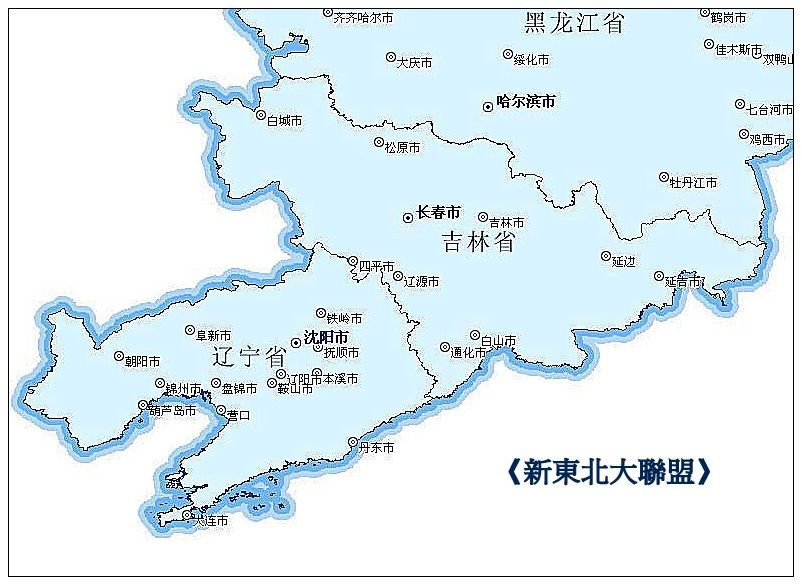 齐齐哈尔市
黑龙江省
鹤岗市
大庆市
绥化市
佳木斯市
双鸭山
哈尔滨市
七台河市
白城市
松原市
鸡西市
牡丹江市
长春市
吉林市
吉林省
四平市
辽源市
延边
延吉市
铁岭市
阜新市
沈阳市
抚顺市
辽宁省
朝阳市
白山市
通化市
锦州市
盘锦市
辽阳市
本溪市
鞍山市
葫芦岛市
营口
丹东市
《新東北大聯盟》
大连市